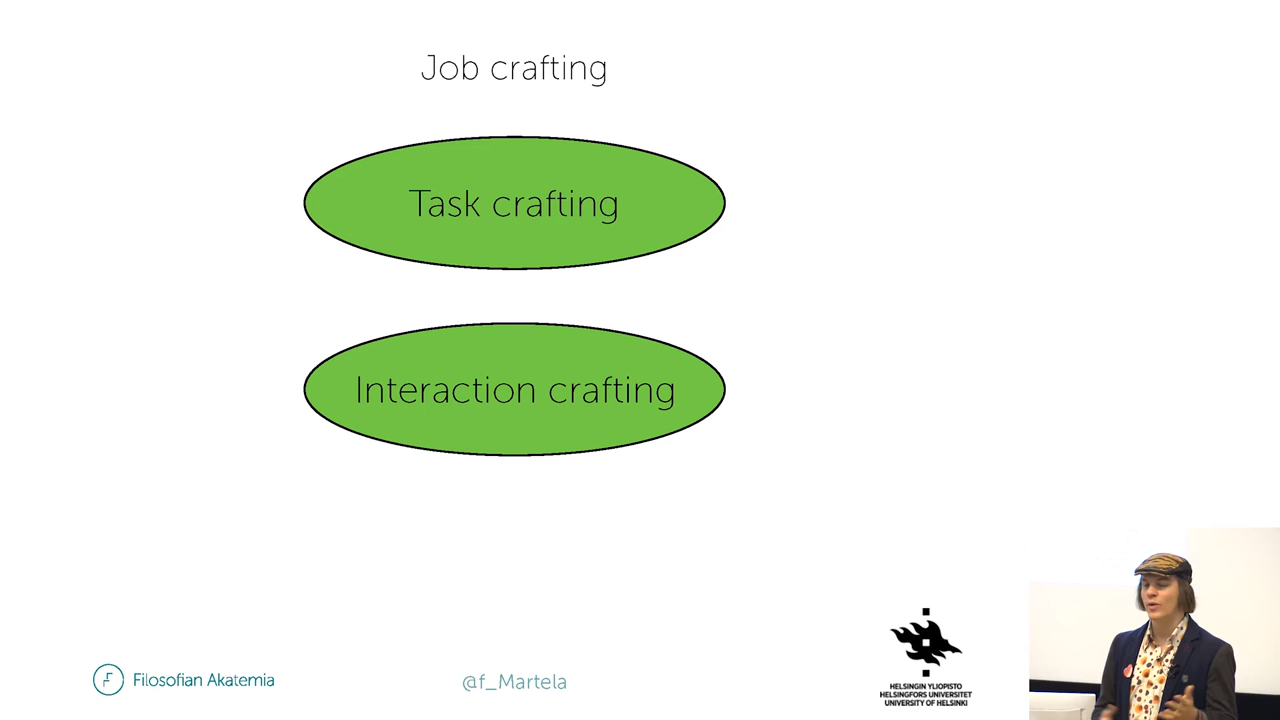 Job crafting
Task crafting
Interaction crafting
Filosofian Akatemia
@f_Martela
HELSINGIN YLIOPISTO
HELSINGFORS UNIVERSITET
UNIVERSITY OF HELSINKI